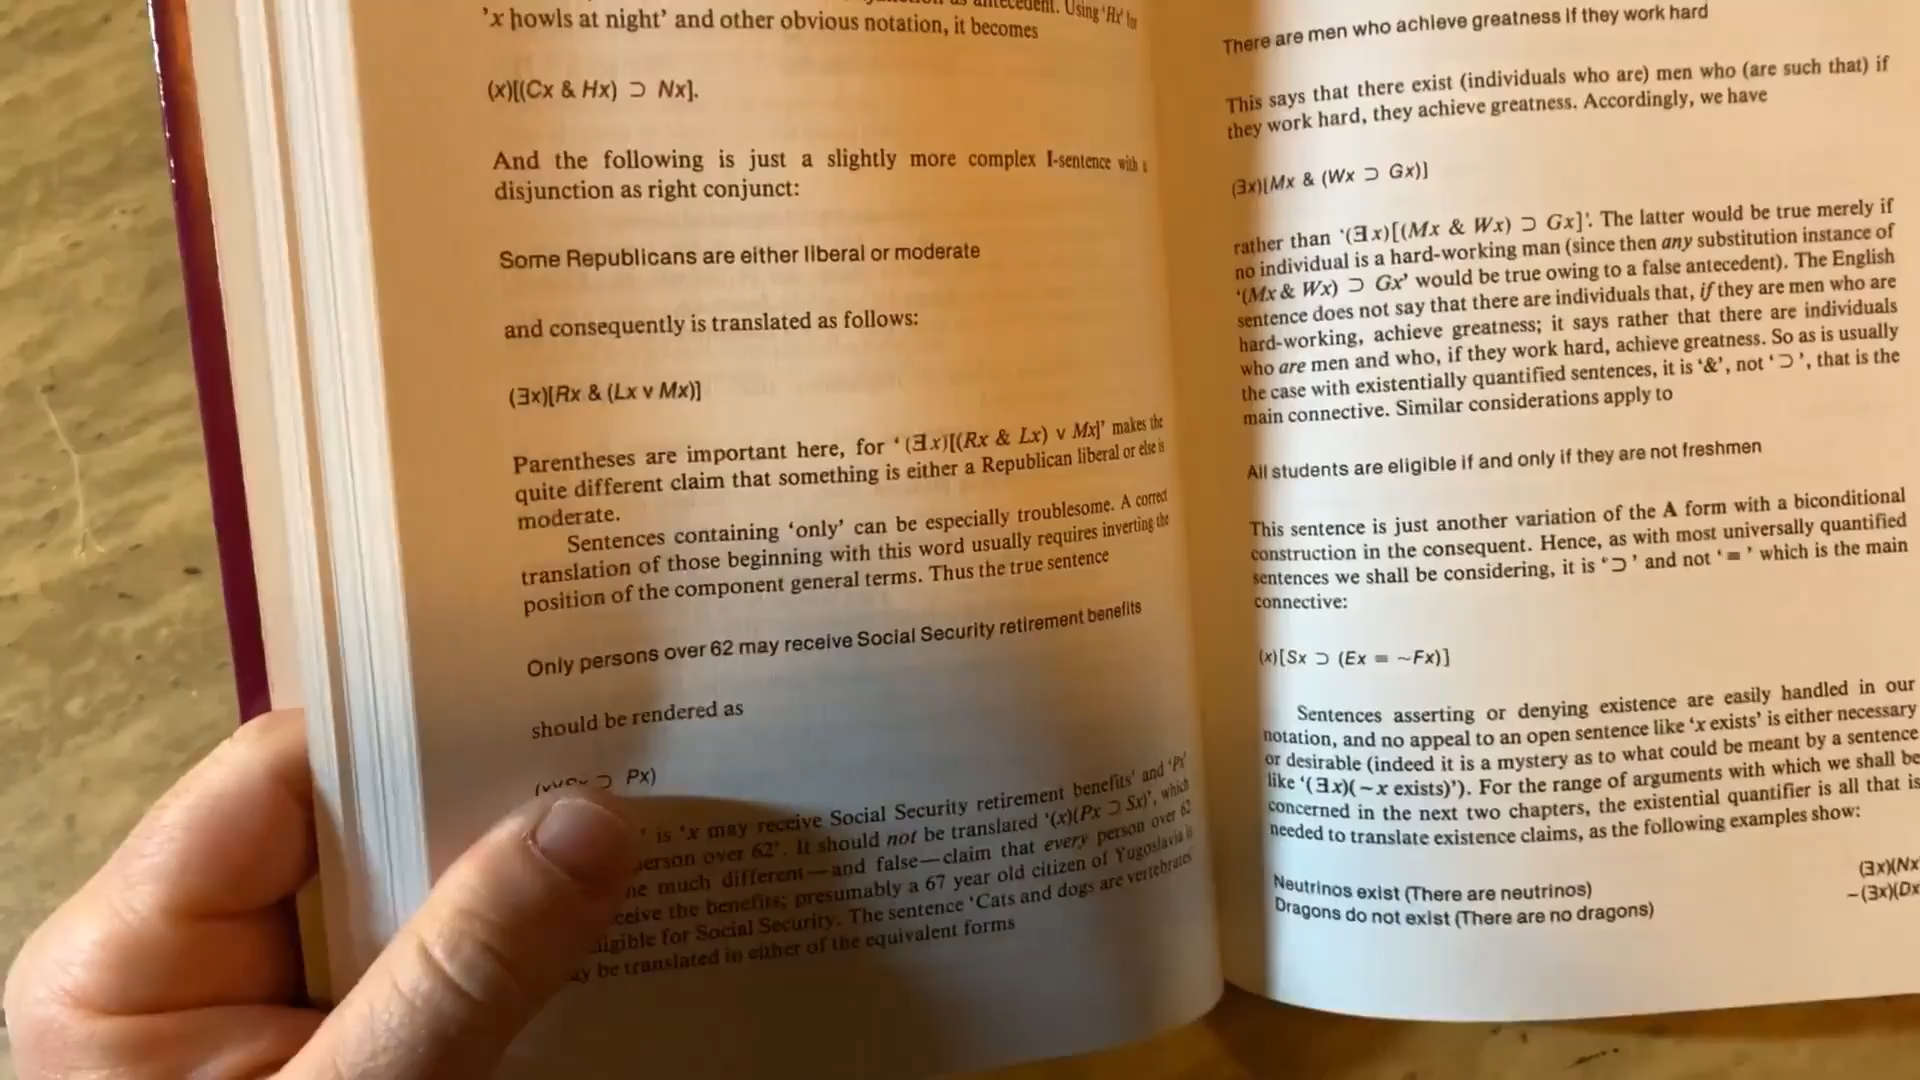 antecedent. Using 'Hx' for
'x howls at night' and other obvious notation, it becomes
(x)[(Cx & Hx) ⊃ Nx].
And the following is just a slightly more complex I-sentence with a
disjunction as right conjunct:
Some Republicans are either liberal or moderate
and consequently is translated as follows:
(∃x)[Rx & (Lx v Mx)]
Parentheses are important here, for '(∃x)[(Rx & Lx) v Mx]' makes the
quite different claim that something is either a Republican liberal or else is
moderate.
Sentences containing 'only' can be especially troublesome. A correct
translation of those beginning with this word usually requires inverting the
position of the component general terms. Thus the true sentence
Only persons over 62 may receive Social Security retirement benefits
should be rendered as
⊃ Px)
' is 'x may receive Social Security retirement benefits' and 'Px'
person over 62'. It should not be translated '(x)(Px ⊃ Sx)', which
much different—and false—claim that every person over 62
the benefits; presumably a 67 year old citizen of Yugoslavia is
for Social Security. The sentence 'Cats and dogs are vertebrates'
be translated in either of the equivalent forms
There are men who achieve greatness if they work hard
This says that there exist (individuals who are) men who (are such that) if
they work hard, they achieve greatness. Accordingly, we have
(∃x)[Mx & (Wx ⊃ Gx)]
rather than '(∃x)[(Mx & Wx) ⊃ Gx]'. The latter would be true merely if
no individual is a hard-working man (since then any substitution instance of
'(Mx & Wx) ⊃ Gx' would be true owing to a false antecedent). The English
sentence does not say that there are individuals that, if they are men who are
hard-working, achieve greatness; it says rather that there are individuals
who are men and who, if they work hard, achieve greatness. So as is usually
the case with existentially quantified sentences, it is '&', not '⊃', that is the
main connective. Similar considerations apply to
All students are eligible if and only if they are not freshmen
This sentence is just another variation of the A form with a biconditional
construction in the consequent. Hence, as with most universally quantified
sentences we shall be considering, it is '⊃' and not '≡' which is the main
connective:
(x)[Sx ⊃ (Ex ≡ ~Fx)]
Sentences asserting or denying existence are easily handled in our
notation, and no appeal to an open sentence like 'x exists' is either necessary
or desirable (indeed it is a mystery as to what could be meant by a sentence
like '(∃x)(~x exists)'). For the range of arguments with which we shall be
concerned in the next two chapters, the existential quantifier is all that is
needed to translate existence claims, as the following examples show:
Neutrinos exist (There are neutrinos) (∃x)(Nx
Dragons do not exist (There are no dragons) ~(∃x)(Dx